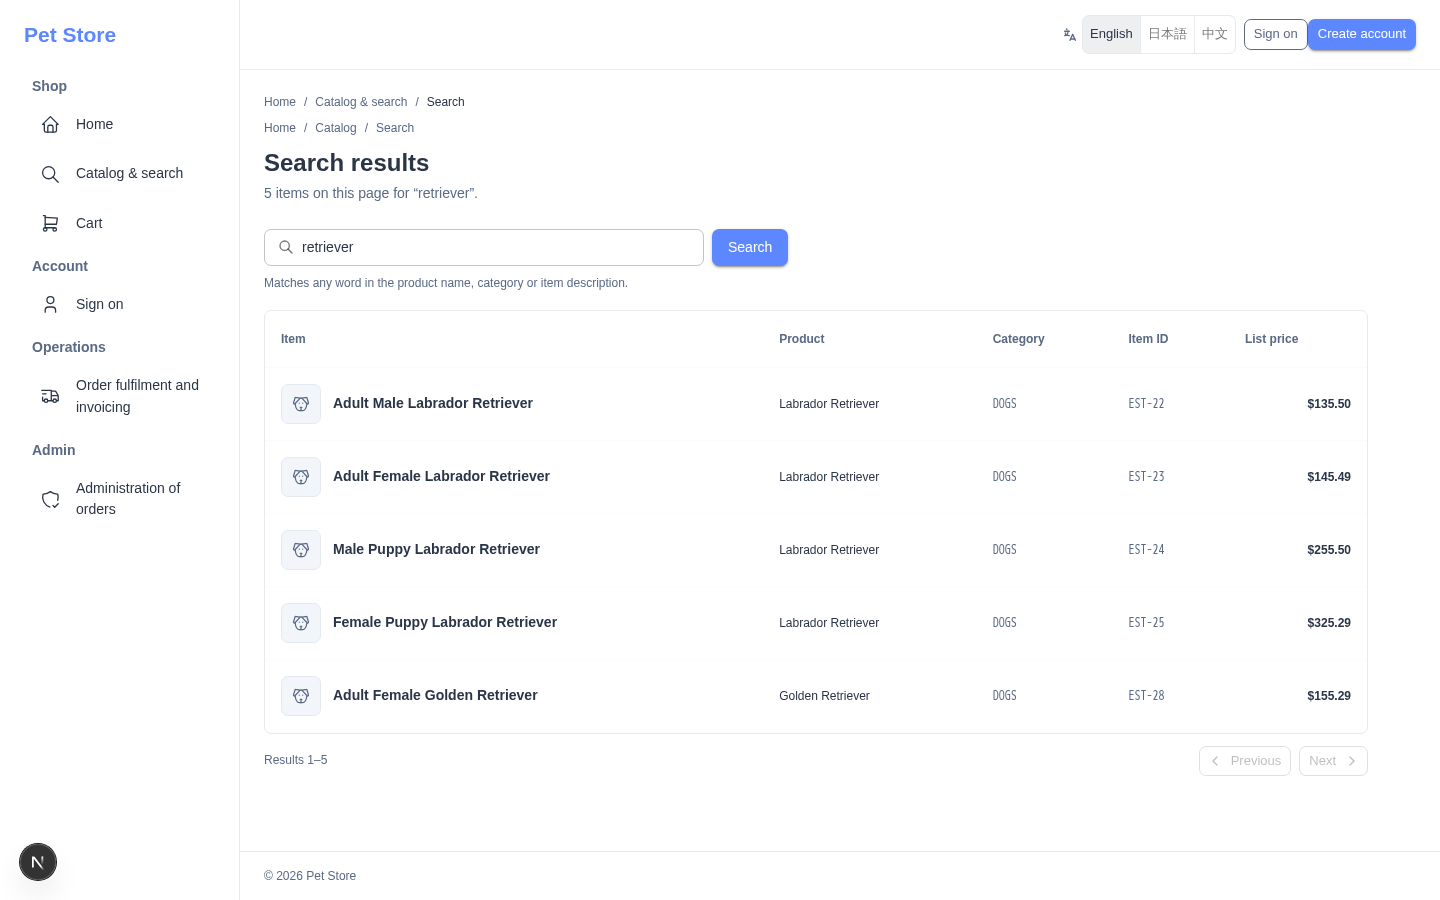 Pet Store
English
日本語
中文
Sign on
Create account
Shop
Home
Catalog & search
Cart
Account
Sign on
Operations
Order fulfilment and
invoicing
Admin
Administration of
orders
Home / Catalog & search / Search
Home / Catalog / Search
Search results
5 items on this page for “retriever”.
retriever
Search
Matches any word in the product name, category or item description.
Item Product Category Item ID List price
Adult Male Labrador Retriever Labrador Retriever DOGS EST-22 $135.50
Adult Female Labrador Retriever Labrador Retriever DOGS EST-23 $145.49
Male Puppy Labrador Retriever Labrador Retriever DOGS EST-24 $255.50
Female Puppy Labrador Retriever Labrador Retriever DOGS EST-25 $325.29
Adult Female Golden Retriever Golden Retriever DOGS EST-28 $155.29
Results 1–5
Previous
Next
N
© 2026 Pet Store